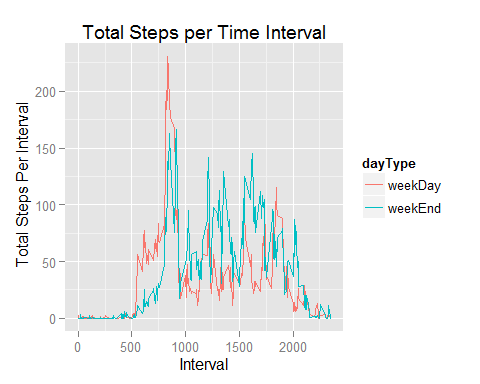 Total Steps per Time Interval
Total Steps Per Interval
200
150
100
50
0
0
500
1000
1500
2000
Interval
dayType
weekDay
weekEnd